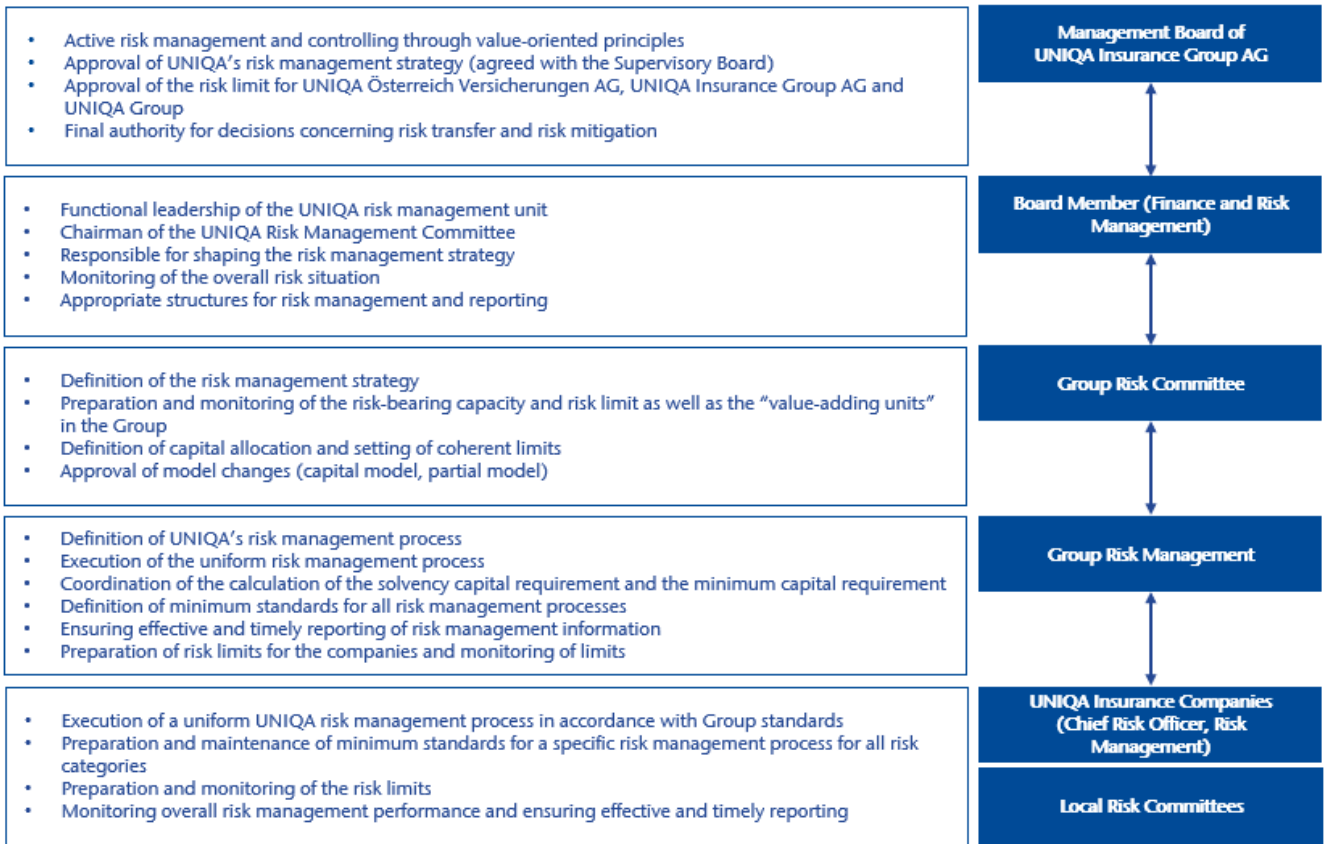 • Active risk management and controlling through value-oriented principles
• Approval of UNIQA's risk management strategy (agreed with the Supervisory Board)
• Approval of the risk limit for UNIQA Österreich Versicherungen AG, UNIQA Insurance Group AG and
UNIQA Group
• Final authority for decisions concerning risk transfer and risk mitigation
Management Board of
UNIQA Insurance Group AG
• Functional leadership of the UNIQA risk management unit
• Chairman of the UNIQA Risk Management Committee
• Responsible for shaping the risk management strategy
• Monitoring of the overall risk situation
• Appropriate structures for risk management and reporting
Board Member (Finance and Risk
Management)
• Definition of the risk management strategy
• Preparation and monitoring of the risk-bearing capacity and risk limit as well as the “value-adding units”
in the Group
• Definition of capital allocation and setting of coherent limits
• Approval of model changes (capital model, partial model)
Group Risk Committee
• Definition of UNIQA's risk management process
• Execution of the uniform risk management process
• Coordination of the calculation of the solvency capital requirement and the minimum capital requirement
• Definition of minimum standards for all risk management processes
• Ensuring effective and timely reporting of risk management information
• Preparation of risk limits for the companies and monitoring of limits
Group Risk Management
• Execution of a uniform UNIQA risk management process in accordance with Group standards
• Preparation and maintenance of minimum standards for a specific risk management process for all risk
categories
• Preparation and monitoring of the risk limits
• Monitoring overall risk management performance and ensuring effective and timely reporting
UNIQA Insurance Companies
(Chief Risk Officer, Risk
Management)
Local Risk Committees